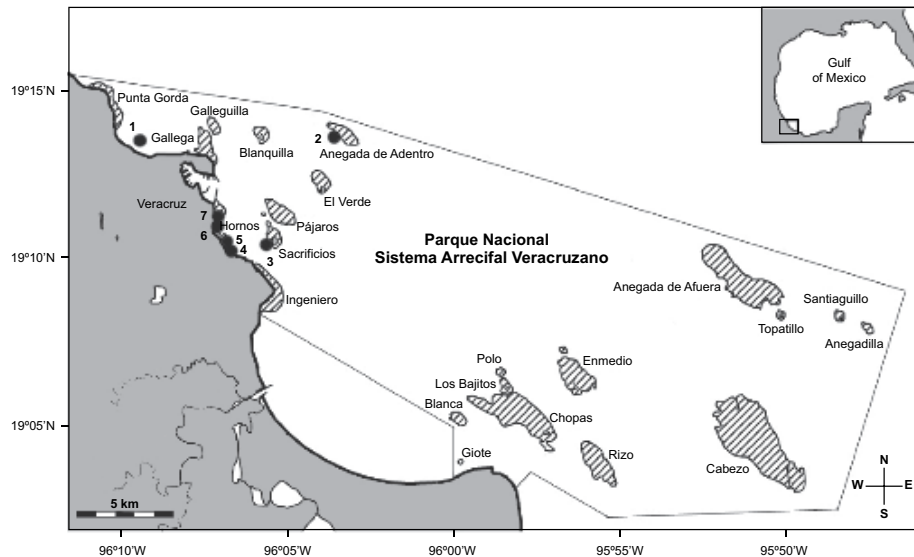 Gulf
of Mexico
19°15’N
Punta Gorda
Galleguilla
1
Gallega
Blanquilla
2
Anegada de Adentro
El Verde
Veracruz
7
Hornos
Pájaros
6
5
4
3
Sacrificios
19°10’N
Parque Nacional
Sistema Arrecifal Veracruzano
Ingeniero
Anegada de Afuera
Santiaguillo
Topatillo
Anegadilla
Polo
Enmedio
Los Bajitos
Blanca
Chopas
19°05’N
Giote
Rizo
Cabezo
N
W
E
S
5 km
96°10’W
96°05’W
96°00’W
95°55’W
95°50’W